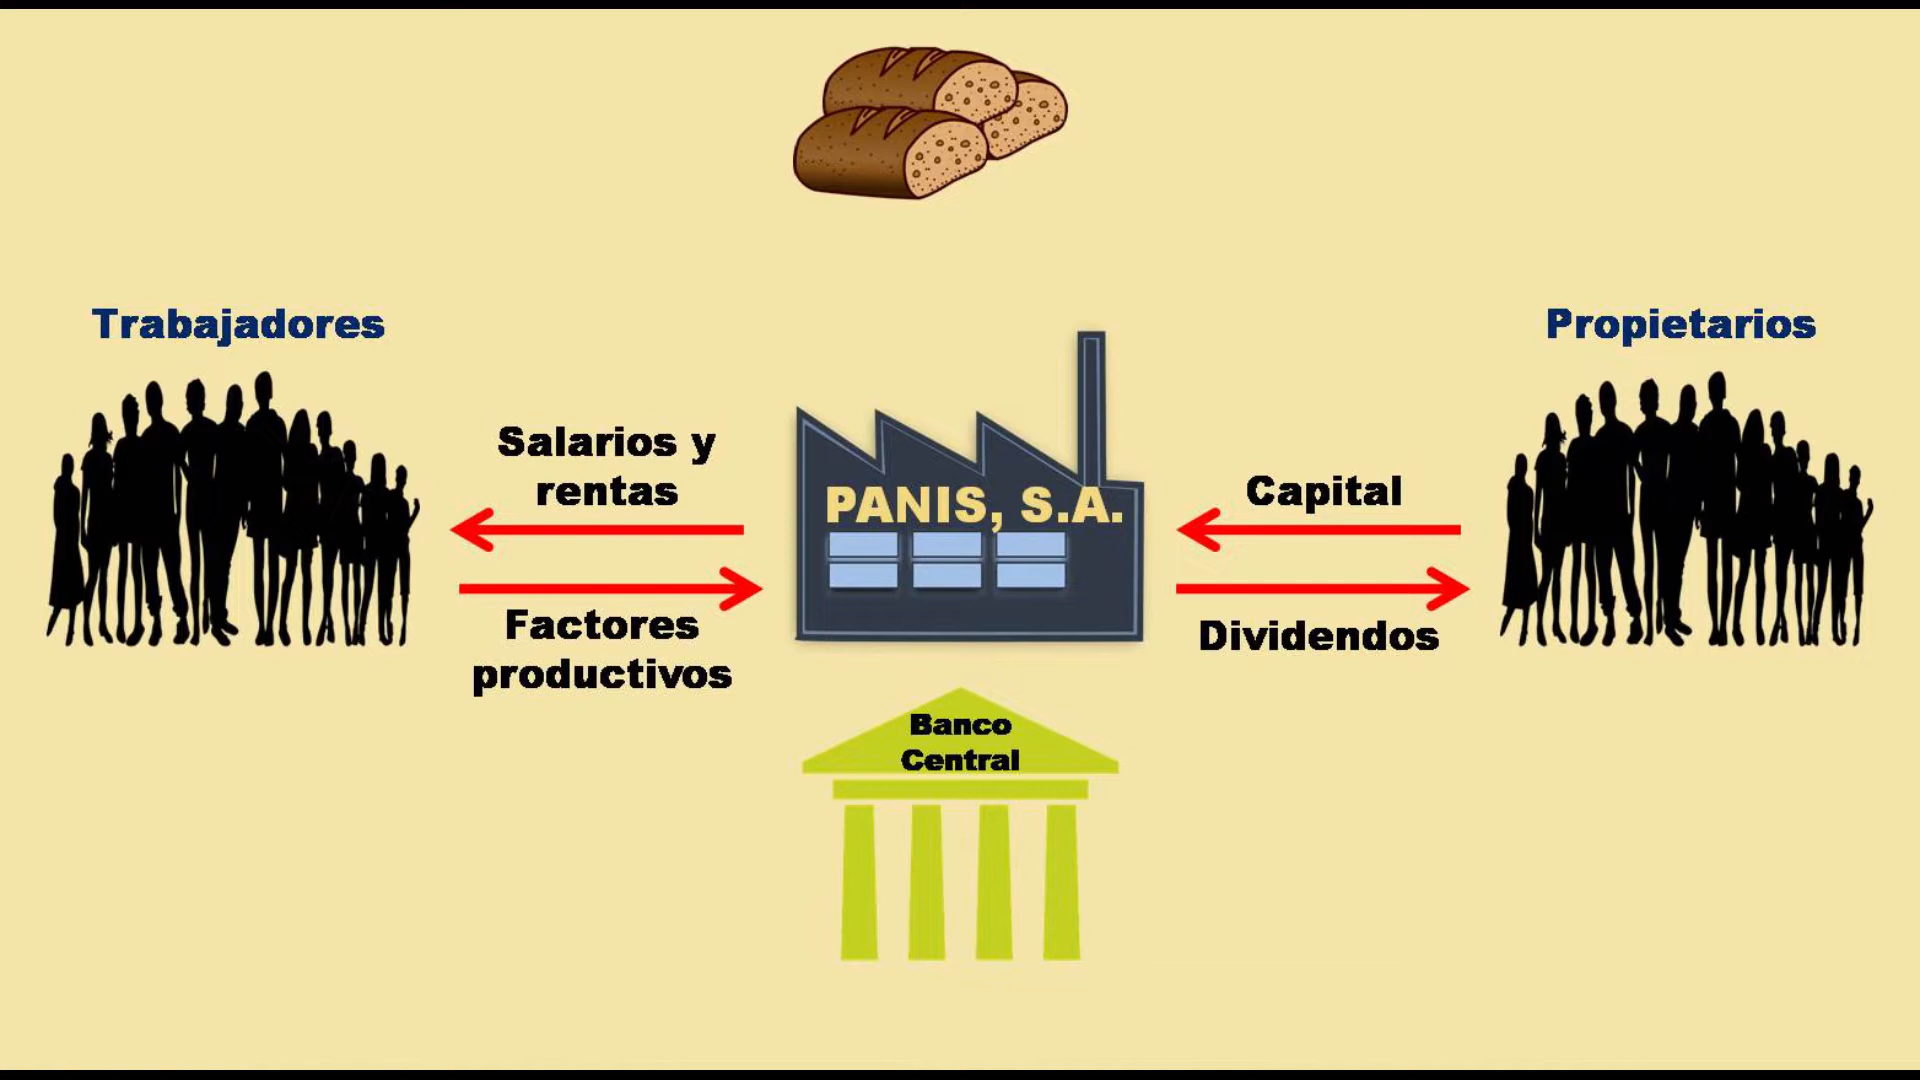 Trabajadores
Propietarios
Salarios y
rentas
PANIS, S.A.
Capital
Factores
productivos
Dividendos
Banco
Central